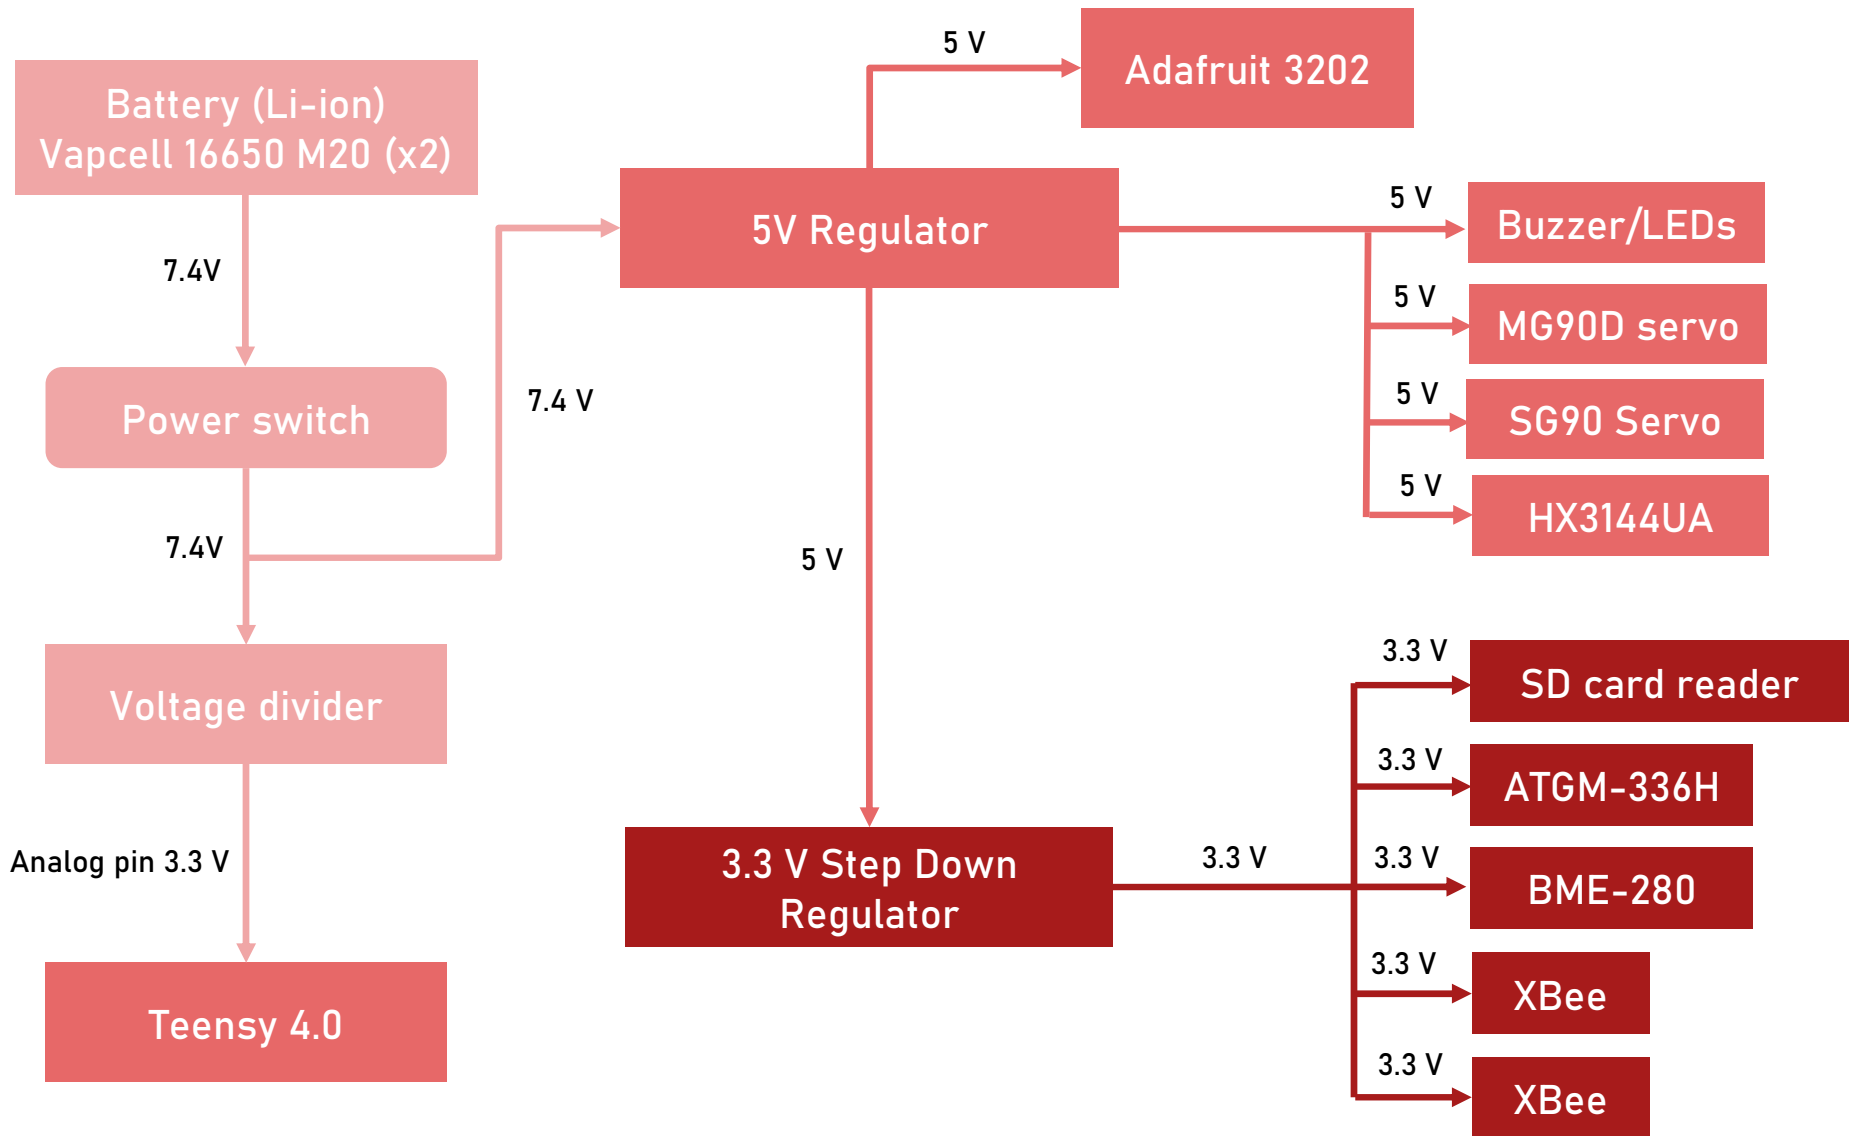 Battery (Li-ion)
Vapcell 16650 M20 (x2)
7.4V
Power switch
7.4V
7.4 V
Voltage divider
Analog pin 3.3 V
Teensy 4.0
5 V
Adafruit 3202
5V Regulator
5 V
Buzzer/LEDs
5 V
MG90D servo
5 V
SG90 Servo
5 V
HX3144UA
5 V
3.3 V Step Down
Regulator
3.3 V
3.3 V
SD card reader
3.3 V
ATGM-336H
3.3 V
BME-280
3.3 V
XBee
3.3 V
XBee